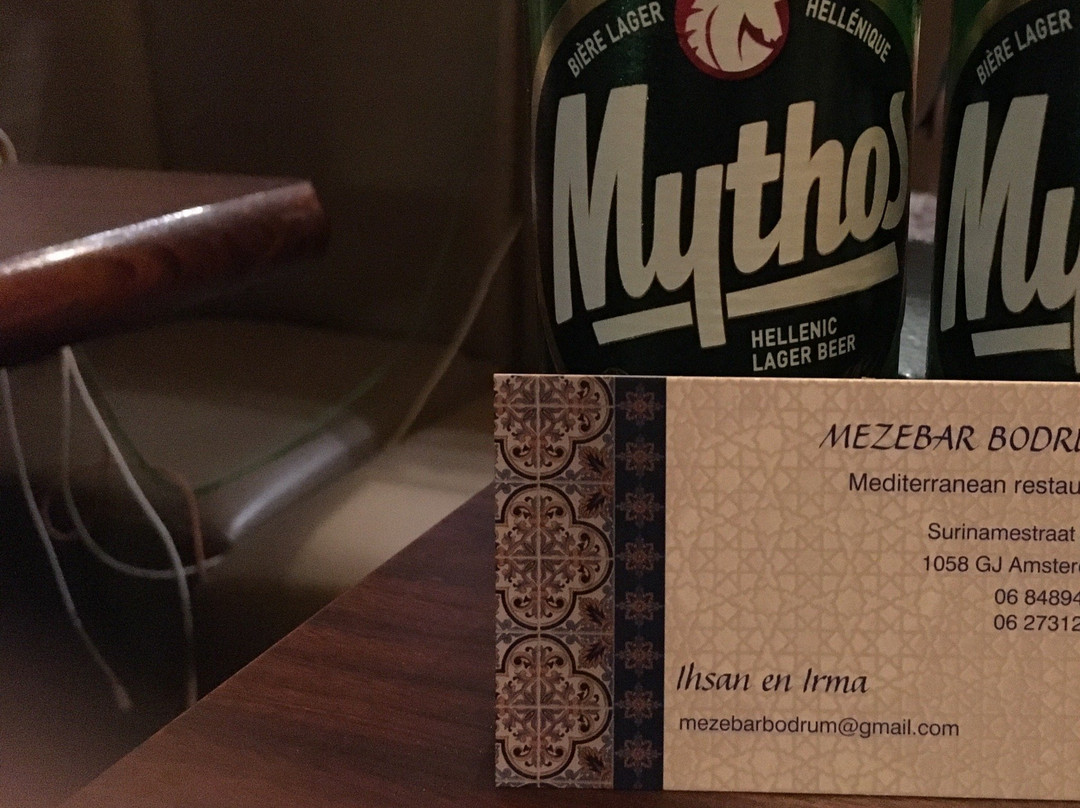 BIÈRE LAGER HELLÉNIQUE
Mythos
HELLENIC
LAGER BEER
BIÈRE LAGER
My
MEZEBAR BODR
Mediterranean restau
Surinamestraat
1058 GJ Amster
06 84894
06 27312
Ihsan en Irma
mezebarbodrum@gmail.com